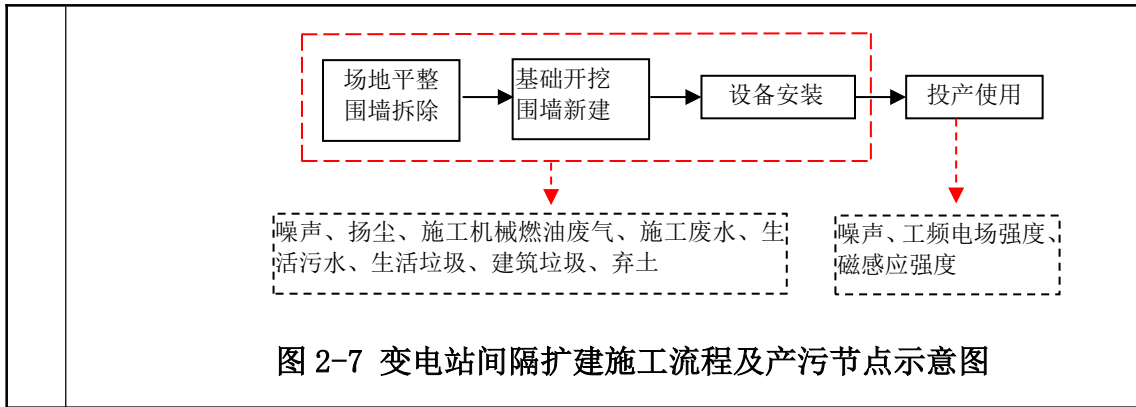 场地平整
围墙拆除
基础开挖
围墙新建
设备安装
投产使用
噪声、扬尘、施工机械燃油废气、施工废水、生
活污水、生活垃圾、建筑垃圾、弃土
噪声、工频电场强度、
磁感应强度
图 2-7 变电站间隔扩建施工流程及产污节点示意图